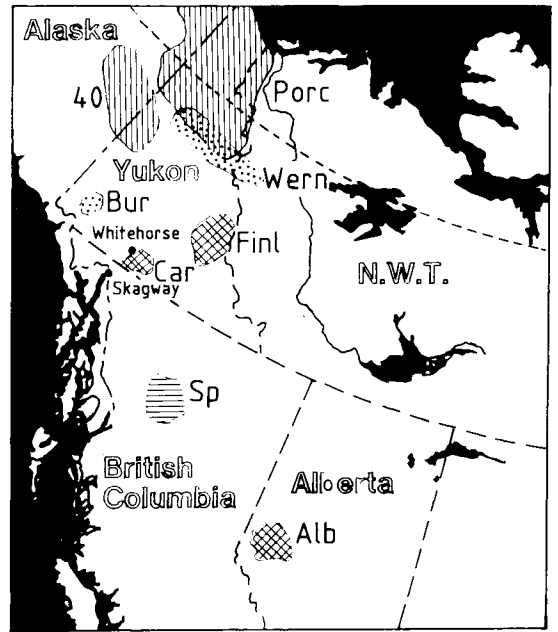 Alaska
40
Porc
Yukon
Wern
Bur
Whitehorse
Finl
Car
N.W.T.
Skagway
Sp
British
Columbia
Alberta
Alb